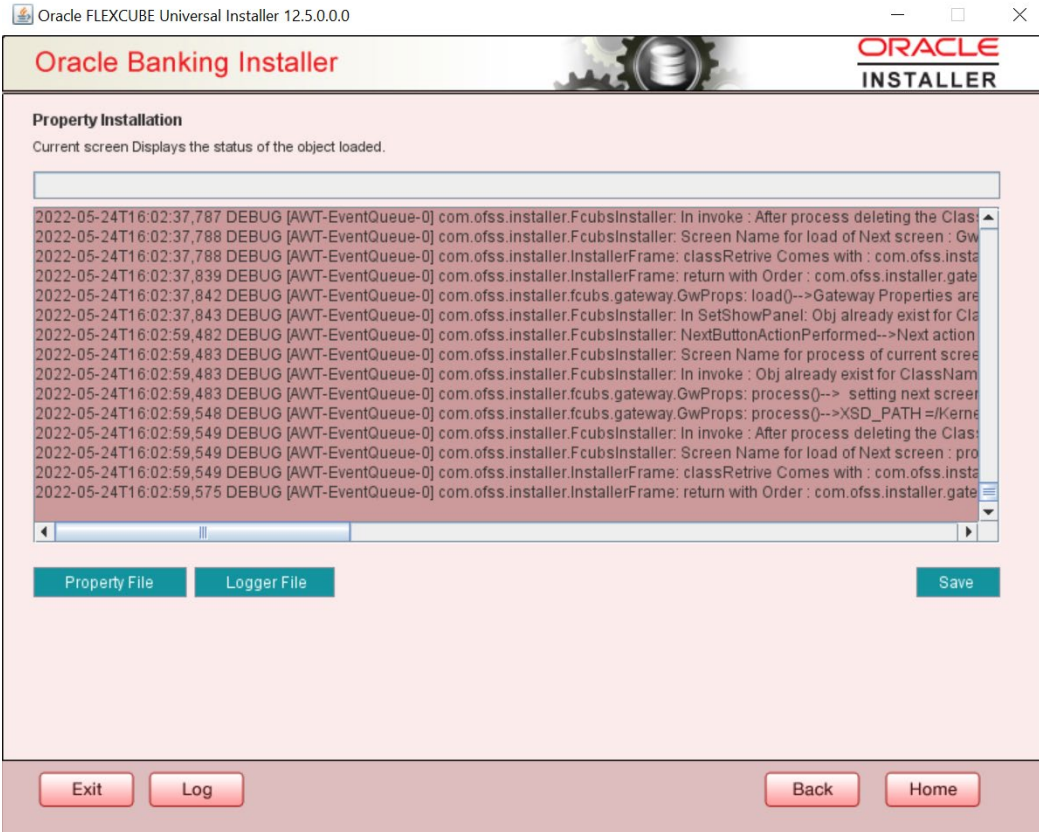 Oracle FLEXCUBE Universal Installer 12.5.0.0.0
Oracle Banking Installer
ORACLE
INSTALLER
Property Installation
Current screen Displays the status of the object loaded.
2022-05-24T16:02:37,787 DEBUG [AWT-EventQueue-0] com.ofss.installer.FcubsInstaller: In invoke : After process deleting the Clas
2022-05-24T16:02:37,788 DEBUG [AWT-EventQueue-0] com.ofss.installer.FcubsInstaller: Screen Name for load of Next screen : Gw
2022-05-24T16:02:37,788 DEBUG [AWT-EventQueue-0] com.ofss.installer.InstallerFrame: classRetrive Comes with : com.ofss.insta
2022-05-24T16:02:37,839 DEBUG [AWT-EventQueue-0] com.ofss.installer.InstallerFrame: return with Order : com.ofss.installer.gate
2022-05-24T16:02:37,842 DEBUG [AWT-EventQueue-0] com.ofss.installer.fcubs.gateway.GwProps: load()-->Gateway Properties are
2022-05-24T16:02:37,843 DEBUG [AWT-EventQueue-0] com.ofss.installer.FcubsInstaller: In SetShowPanel: Obj already exist for Cla
2022-05-24T16:02:59,482 DEBUG [AWT-EventQueue-0] com.ofss.installer.FcubsInstaller: NextButtonActionPerformed-->Next action
2022-05-24T16:02:59,483 DEBUG [AWT-EventQueue-0] com.ofss.installer.FcubsInstaller: Screen Name for process of current scree
2022-05-24T16:02:59,483 DEBUG [AWT-EventQueue-0] com.ofss.installer.FcubsInstaller: In invoke : Obj already exist for ClassNam
2022-05-24T16:02:59,483 DEBUG [AWT-EventQueue-0] com.ofss.installer.fcubs.gateway.GwProps: process()--> setting next screen
2022-05-24T16:02:59,548 DEBUG [AWT-EventQueue-0] com.ofss.installer.fcubs.gateway.GwProps: process()-->XSD_PATH =/Kerne
2022-05-24T16:02:59,549 DEBUG [AWT-EventQueue-0] com.ofss.installer.FcubsInstaller: In invoke : After process deleting the Clas
2022-05-24T16:02:59,549 DEBUG [AWT-EventQueue-0] com.ofss.installer.FcubsInstaller: Screen Name for load of Next screen : pro
2022-05-24T16:02:59,549 DEBUG [AWT-EventQueue-0] com.ofss.installer.InstallerFrame: classRetrive Comes with : com.ofss.insta
2022-05-24T16:02:59,575 DEBUG [AWT-EventQueue-0] com.ofss.installer.InstallerFrame: return with Order : com.ofss.installer.gate
Property File Logger File Save
Exit Log Back Home